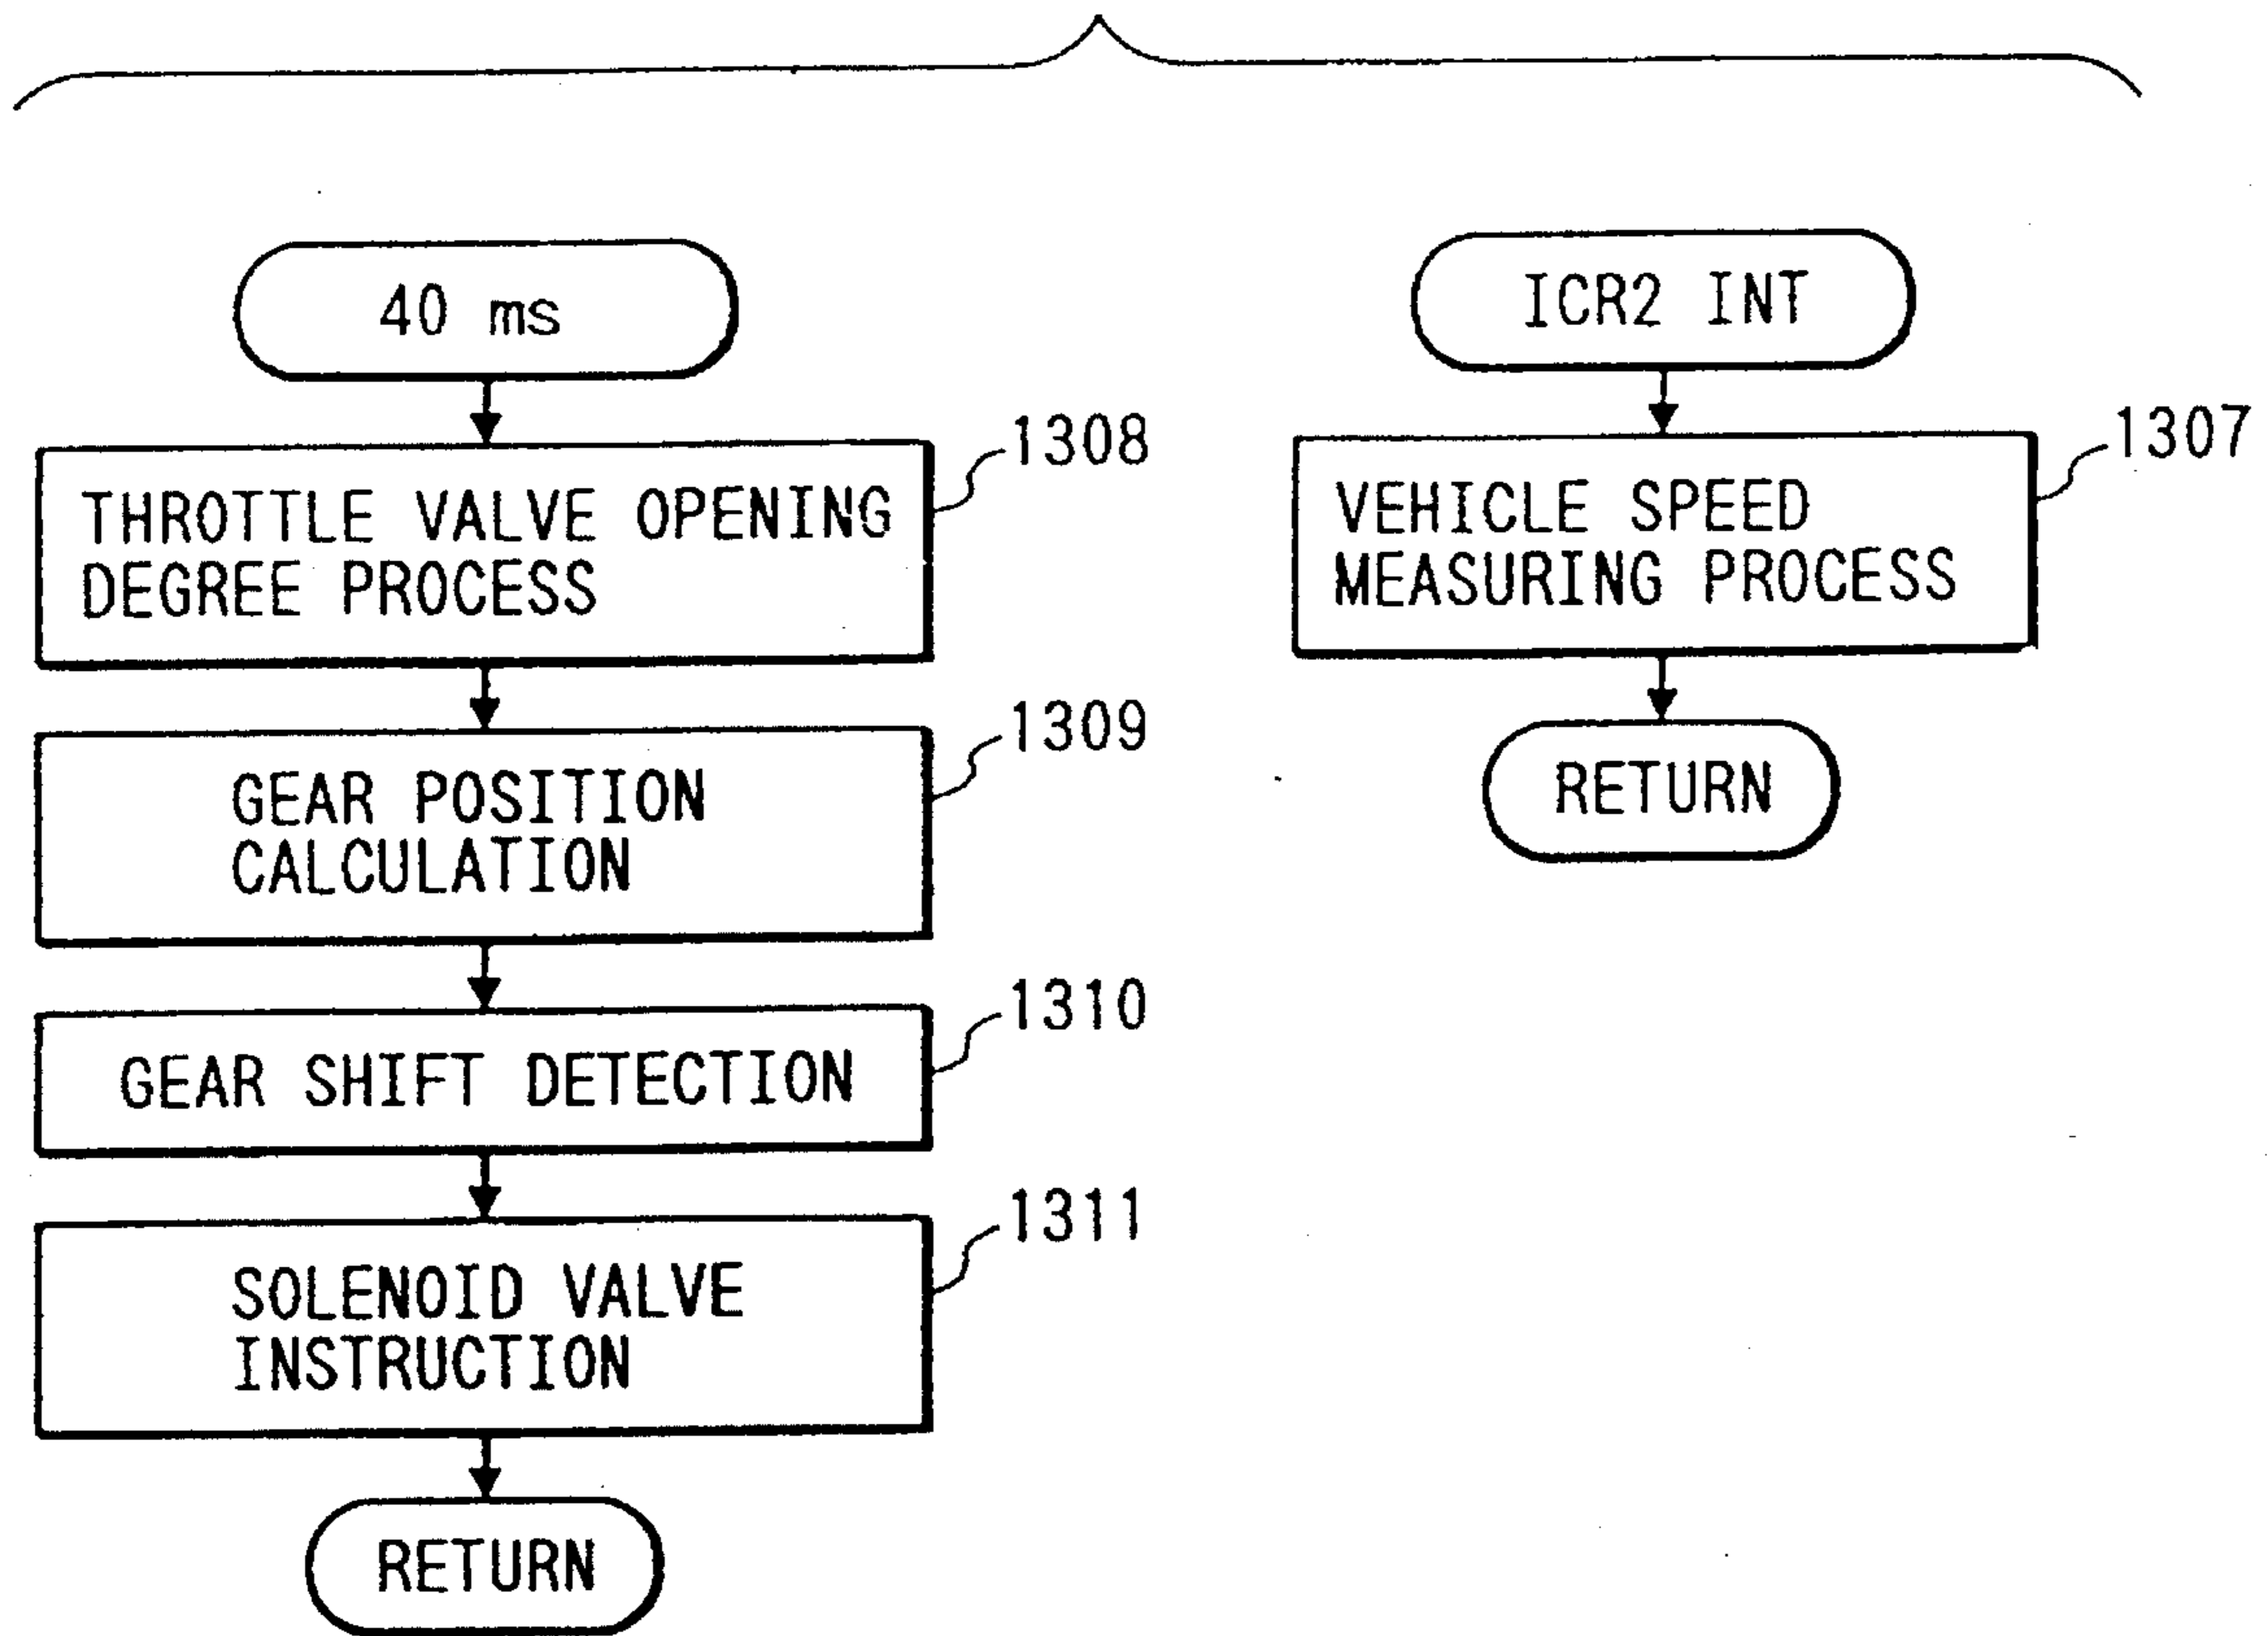 40 ms
1308
THROTTLE VALVE OPENING
DEGREE PROCESS
1309
GEAR POSITION
CALCULATION
1310
GEAR SHIFT DETECTION
1311
SOLENOID VALVE
INSTRUCTION
RETURN
ICR2 INT
1307
VEHICLE SPEED
MEASURING PROCESS
RETURN